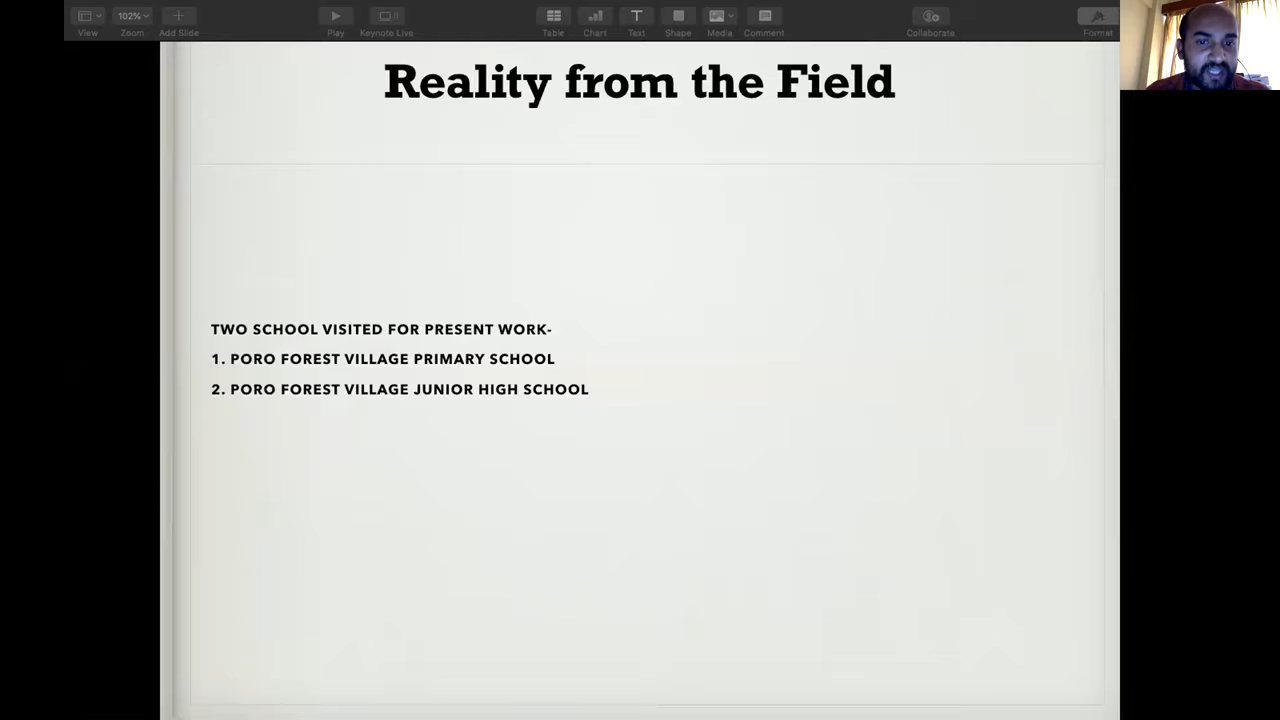 102%
View
Zoom
Add Slide
Play
Keynote Live
Table
Chart
Text
Shape
Media
Comment
Collaborate
Format
Reality from the Field
TWO SCHOOL VISITED FOR PRESENT WORK-
1. PORO FOREST VILLAGE PRIMARY SCHOOL
2. PORO FOREST VILLAGE JUNIOR HIGH SCHOOL